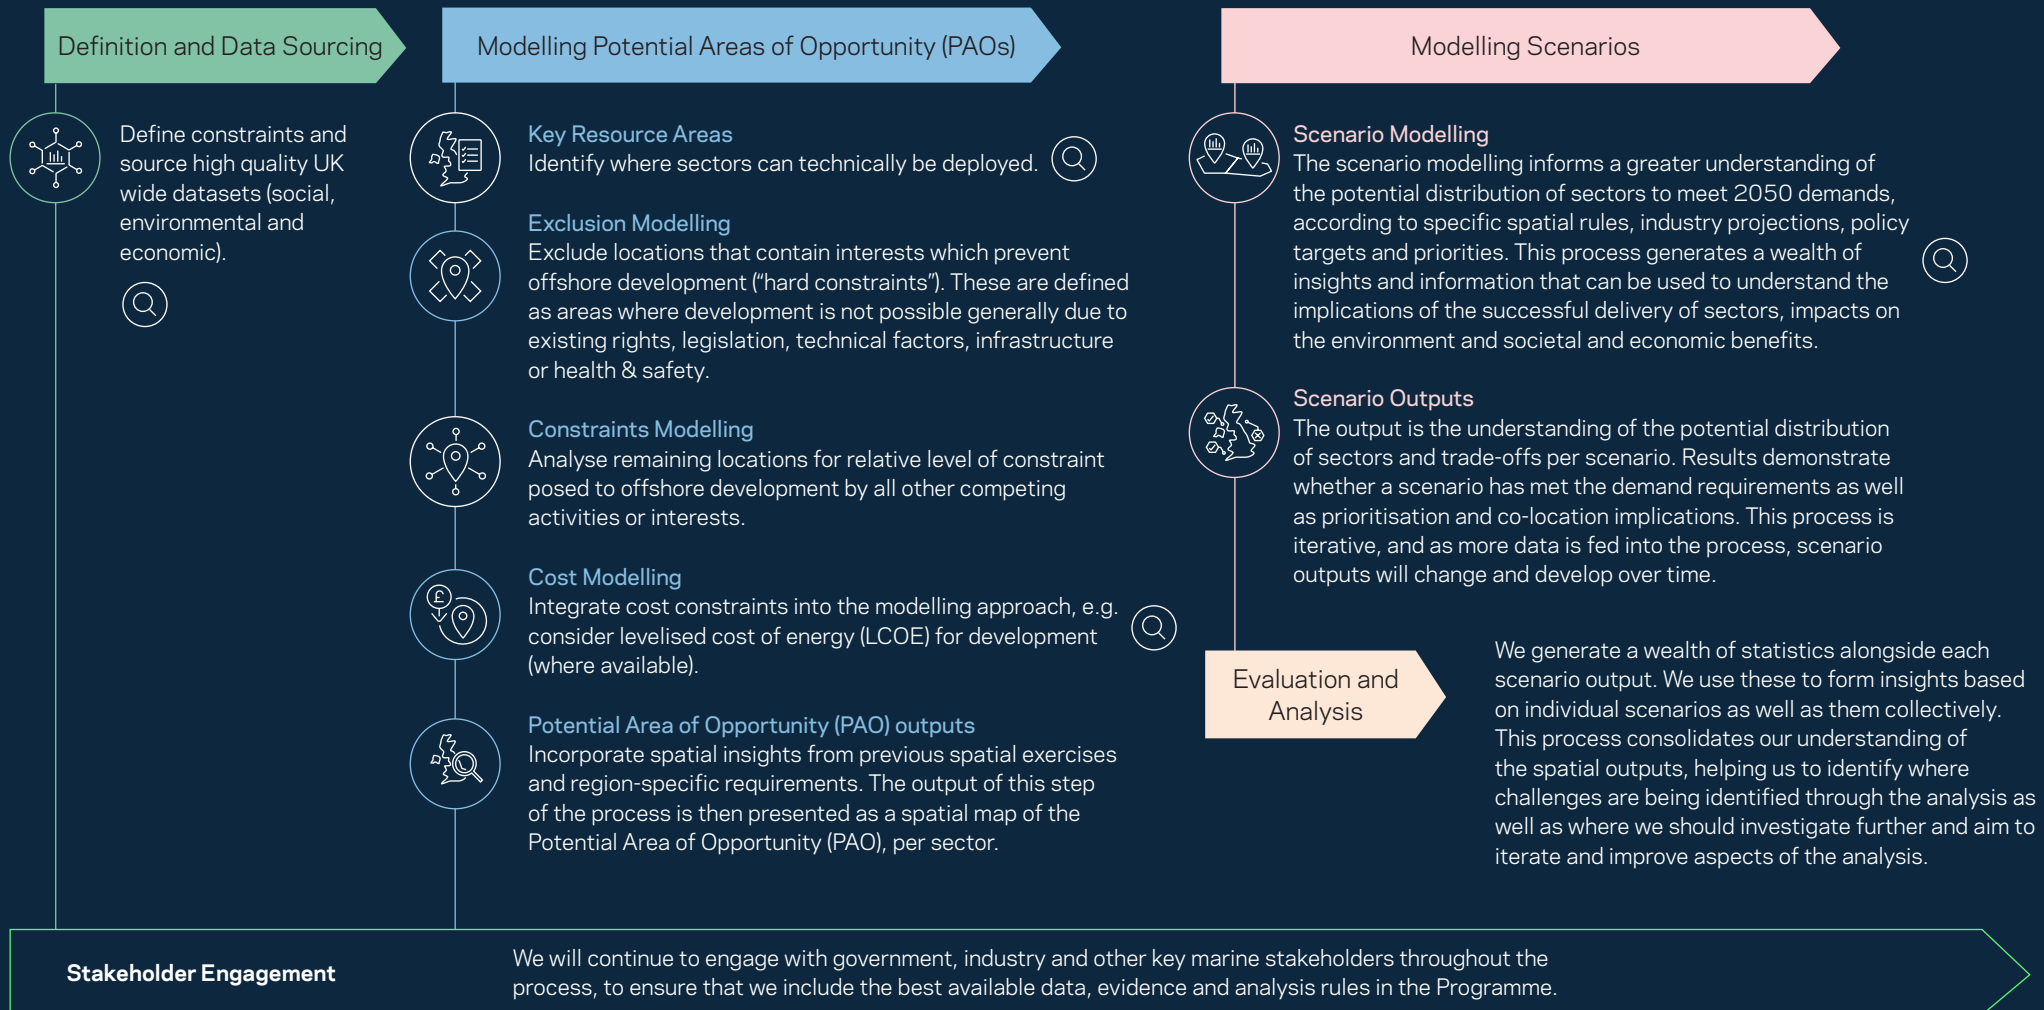 Definition and Data Sourcing
Define constraints and
source high quality UK
wide datasets (social,
environmental and
economic).
Modelling Potential Areas of Opportunity (PAOs)
Key Resource Areas
Identify where sectors can technically be deployed.
Exclusion Modelling
Exclude locations that contain interests which prevent
offshore development (“hard constraints”). These are defined
as areas where development is not possible generally due to
existing rights, legislation, technical factors, infrastructure
or health & safety.
Constraints Modelling
Analyse remaining locations for relative level of constraint
posed to offshore development by all other competing
activities or interests.
£
Cost Modelling
Integrate cost constraints into the modelling approach, e.g.
consider levelised cost of energy (LCOE) for development
(where available).
Potential Area of Opportunity (PAO) outputs
Incorporate spatial insights from previous spatial exercises
and region-specific requirements. The output of this step
of the process is then presented as a spatial map of the
Potential Area of Opportunity (PAO), per sector.
Modelling Scenarios
Scenario Modelling
The scenario modelling informs a greater understanding of
the potential distribution of sectors to meet 2050 demands,
according to specific spatial rules, industry projections, policy
targets and priorities. This process generates a wealth of
insights and information that can be used to understand the
implications of the successful delivery of sectors, impacts on
the environment and societal and economic benefits.
Scenario Outputs
The output is the understanding of the potential distribution
of sectors and trade-offs per scenario. Results demonstrate
whether a scenario has met the demand requirements as well
as prioritisation and co-location implications. This process is
iterative, and as more data is fed into the process, scenario
outputs will change and develop over time.
Evaluation and
Analysis
We generate a wealth of statistics alongside each
scenario output. We use these to form insights based
on individual scenarios as well as them collectively.
This process consolidates our understanding of
the spatial outputs, helping us to identify where
challenges are being identified through the analysis as
well as where we should investigate further and aim to
iterate and improve aspects of the analysis.
Stakeholder Engagement
We will continue to engage with government, industry and other key marine stakeholders throughout the
process, to ensure that we include the best available data, evidence and analysis rules in the Programme.